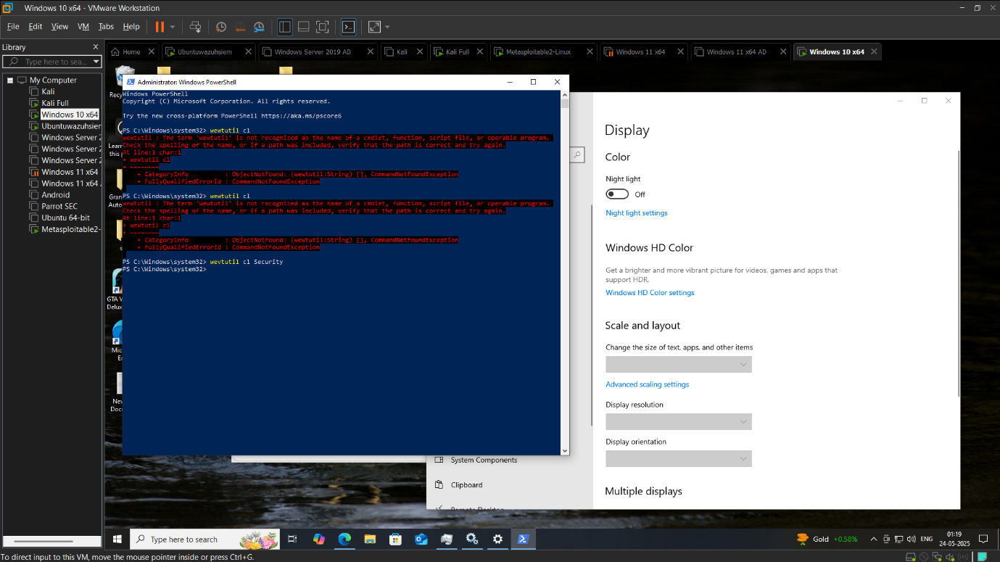 Windows 10 x64 - VMware Workstation
File Edit View VM Tabs Help
Library
Type here to sea...
Home
Ubuntuwazuhsiem
Windows Server 2019 AD
Kali
Kali Full
Metasploitable2-Linux
Windows 11 x64
Windows 11 x64 AD
Windows 10 x64
My Computer
Kali
Kali Full
Windows 10 x64
Ubuntuwazuhsien
Windows Server 2
Windows Server 2
Windows Server 2
Windows 11 x64
Windows 11 x64
Android
Parrot SEC
Ubuntu 64-bit
Metasploitable2-
Recy
Learn
this p
Gran
Auto
s
GTA V
Delux
Mic
Ed
New
Docu
Administrator: Windows PowerShell
Windows PowerShell
Copyright (C) Microsoft Corporation. All rights reserved.
Try the new cross-platform PowerShell https://aka.ms/pscore6
PS C:\Windows\system32> wewtutil cl
wewtutil : The term 'wewtutil' is not recognized as the name of a cmdlet, function, script file, or operable program.
Check the spelling of the name, or if a path was included, verify that the path is correct and try again.
At line:1 char:1
+ wewtutil cl
+ ~~~~~~~~
+ CategoryInfo : ObjectNotFound: (wewtutil:String) [], CommandNotFoundException
+ FullyQualifiedErrorId : CommandNotFoundException
PS C:\Windows\system32> wewtutil cl
wewtutil : The term 'wewtutil' is not recognized as the name of a cmdlet, function, script file, or operable program.
Check the spelling of the name, or if a path was included, verify that the path is correct and try again.
At line:1 char:1
+ wewtutil cl
+ ~~~~~~~~
+ CategoryInfo : ObjectNotFound: (wewtutil:String) [], CommandNotFoundException
+ FullyQualifiedErrorId : CommandNotFoundException
PS C:\Windows\system32> wevtutil cl Security
PS C:\Windows\system32>
Display
Color
Night light
Off
Night light settings
Windows HD Color
Get a brighter and more vibrant picture for videos, games and apps that
support HDR.
Windows HD Color settings
Scale and layout
Change the size of text, apps, and other items
Advanced scaling settings
Display resolution
Display orientation
Multiple displays
System Components
Clipboard
Remote Desktop
Type here to search
Gold +0.58%
ENG
01:19
24-05-2025
To direct input to this VM, move the mouse pointer inside or press Ctrl+G.